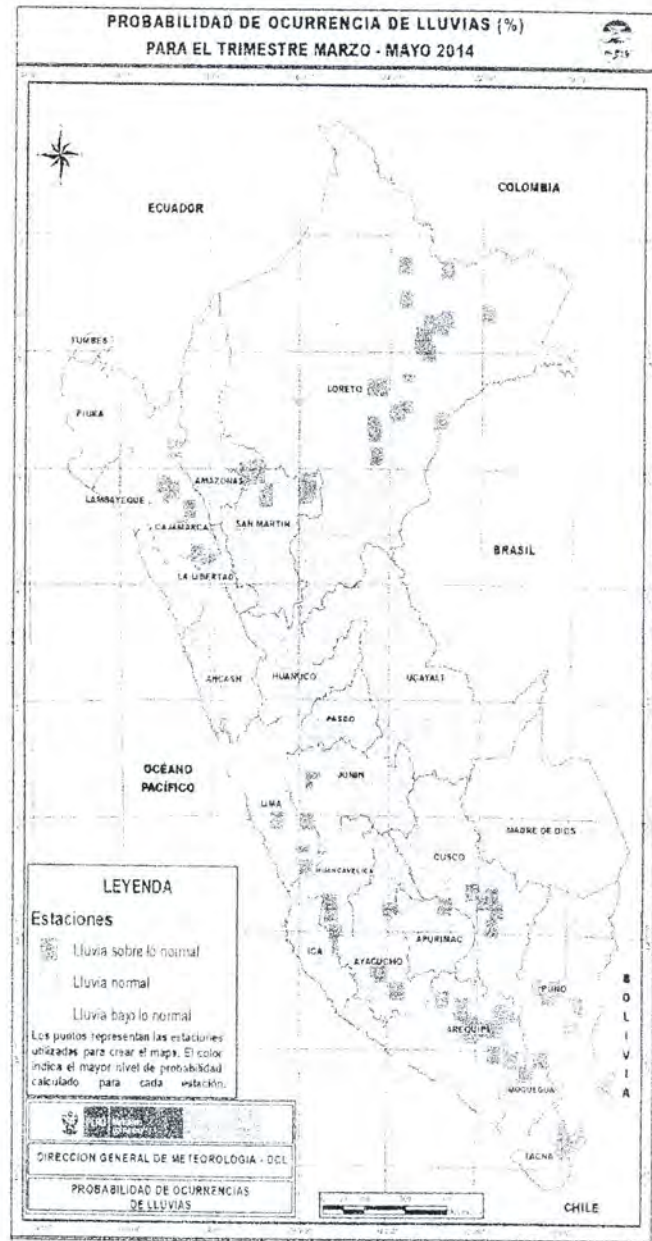 PROBABILIDAD DE OCURRENCIA DE LLUVIAS (%)
PARA EL TRIMESTRE MARZO - MAYO 2014
COLOMBIA
ECUADOR
TUMBES
LORETO
PIURA
AMAZONAS
LAMBAYEQUE
SAN MARTIN
CAJAMARCA
BRASIL
LA LIBERTAD
ANCASH
HUANUCO
UCAYALI
PASCO
OCÉANO
PACÍFICO
JUNIN
LIMA
MADRE DE DIOS
CUSCO
HUANCAVELICA
APURIMAC
ICA
AYACUCHO
PUNO
BOLIVIA
AREQUIPA
MOQUEGUA
TACNA
CHILE
LEYENDA
Estaciones
Lluvia sobre lo normal
Lluvia normal
Lluvia bajo lo normal
Los puntos representan las estaciones
utilizadas para crear el mapa. El color
indica el mayor nivel de probabilidad
calculado para cada estación.
PERÚ
DIRECCION GENERAL DE METEOROLOGIA - DCL
PROBABILIDAD DE OCURRENCIAS
DE LLUVIAS